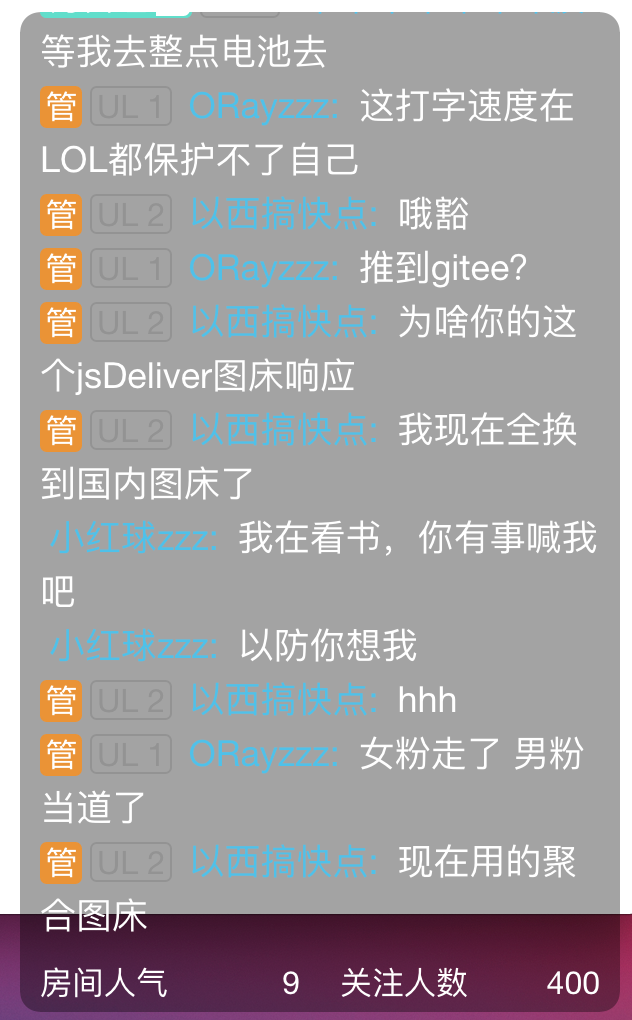 等我去整点电池去
管 UL 1 ORayzzz: 这打字速度在
LOL都保护不了自己
管 UL 2 以西搞快点: 哦豁
管 UL 1 ORayzzz: 推到gitee?
管 UL 2 以西搞快点: 为啥你的这
个jsDeliver图床响应
管 UL 2 以西搞快点: 我现在全换
到国内图床了
小红球zzz: 我在看书，你有事喊我
吧
小红球zzz: 以防你想我
管 UL 2 以西搞快点: hhh
管 UL 1 ORayzzz: 女粉走了 男粉
当道了
管 UL 2 以西搞快点: 现在用的聚
合图床
房间人气 9 关注人数 400